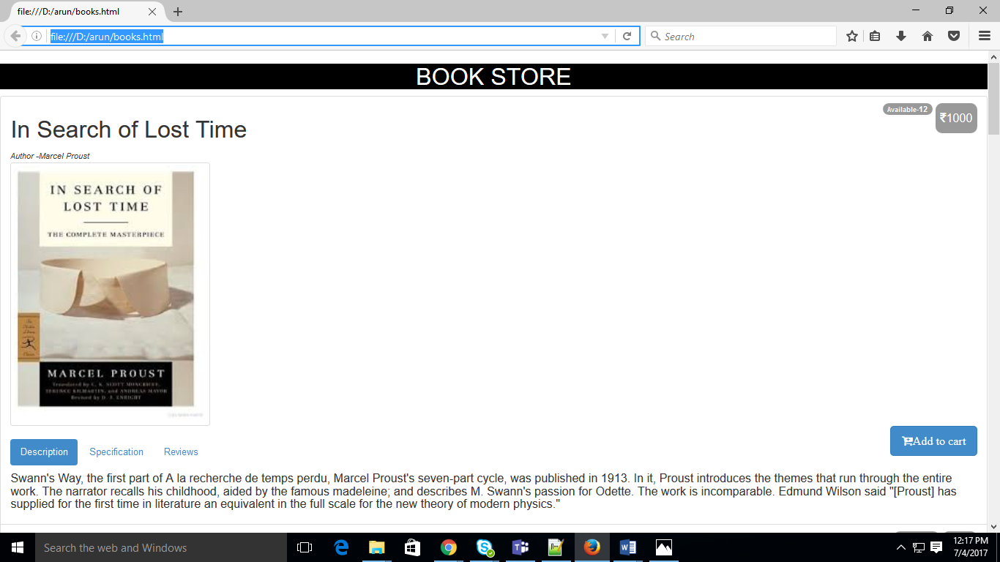 file:///D:/arun/books.html
file:///D:/arun/books.html
Search
BOOK STORE
Available-12
₹1000
In Search of Lost Time
Author -Marcel Proust
IN SEARCH OF
LOST TIME
THE COMPLETE MASTERPIECE
MARCEL PROUST
Translated by C. K. SCOTT MONCRIEFF,
TERENCE KILMARTIN, and ANDREAS MAYOR
Revised by D. J. ENRIGHT
Add to cart
Description Specification Reviews
Swann's Way, the first part of A la recherche de temps perdu, Marcel Proust's seven-part cycle, was published in 1913. In it, Proust introduces the themes that run through the entire
work. The narrator recalls his childhood, aided by the famous madeleine; and describes M. Swann's passion for Odette. The work is incomparable. Edmund Wilson said "[Proust] has
supplied for the first time in literature an equivalent in the full scale for the new theory of modern physics."
Search the web and Windows
12:17 PM
7/4/2017